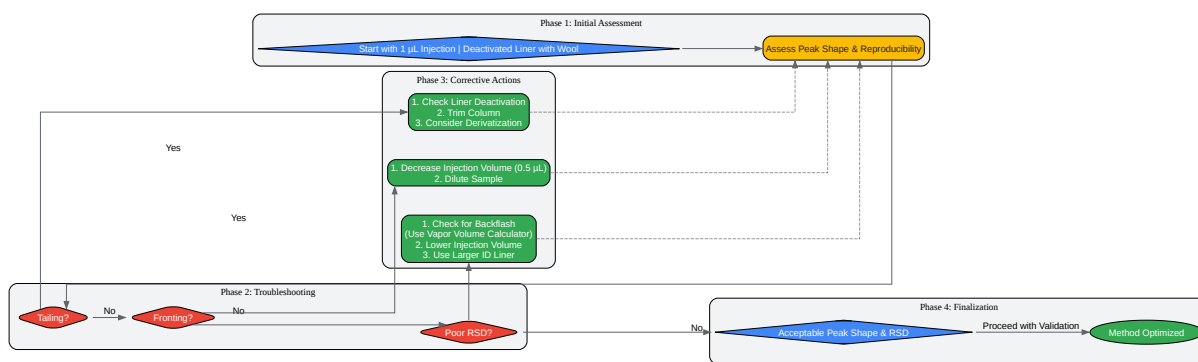 Phase 1: Initial Assessment
Start with 1 µL Injection | Deactivated Liner with Wool
Assess Peak Shape & Reproducibility
Phase 3: Corrective Actions
1. Check Liner Deactivation
2. Trim Column
3. Consider Derivatization
Yes
1. Decrease Injection Volume (0.5 µL)
2. Dilute Sample
Yes
1. Check for Backflash
(Use Vapor Volume Calculator)
2. Lower Injection Volume
3. Use Larger ID Liner
Phase 2: Troubleshooting
Tailing?
No
Fronting?
No
Poor RSD?
No
Phase 4: Finalization
Acceptable Peak Shape & RSD
Proceed with Validation
Method Optimized